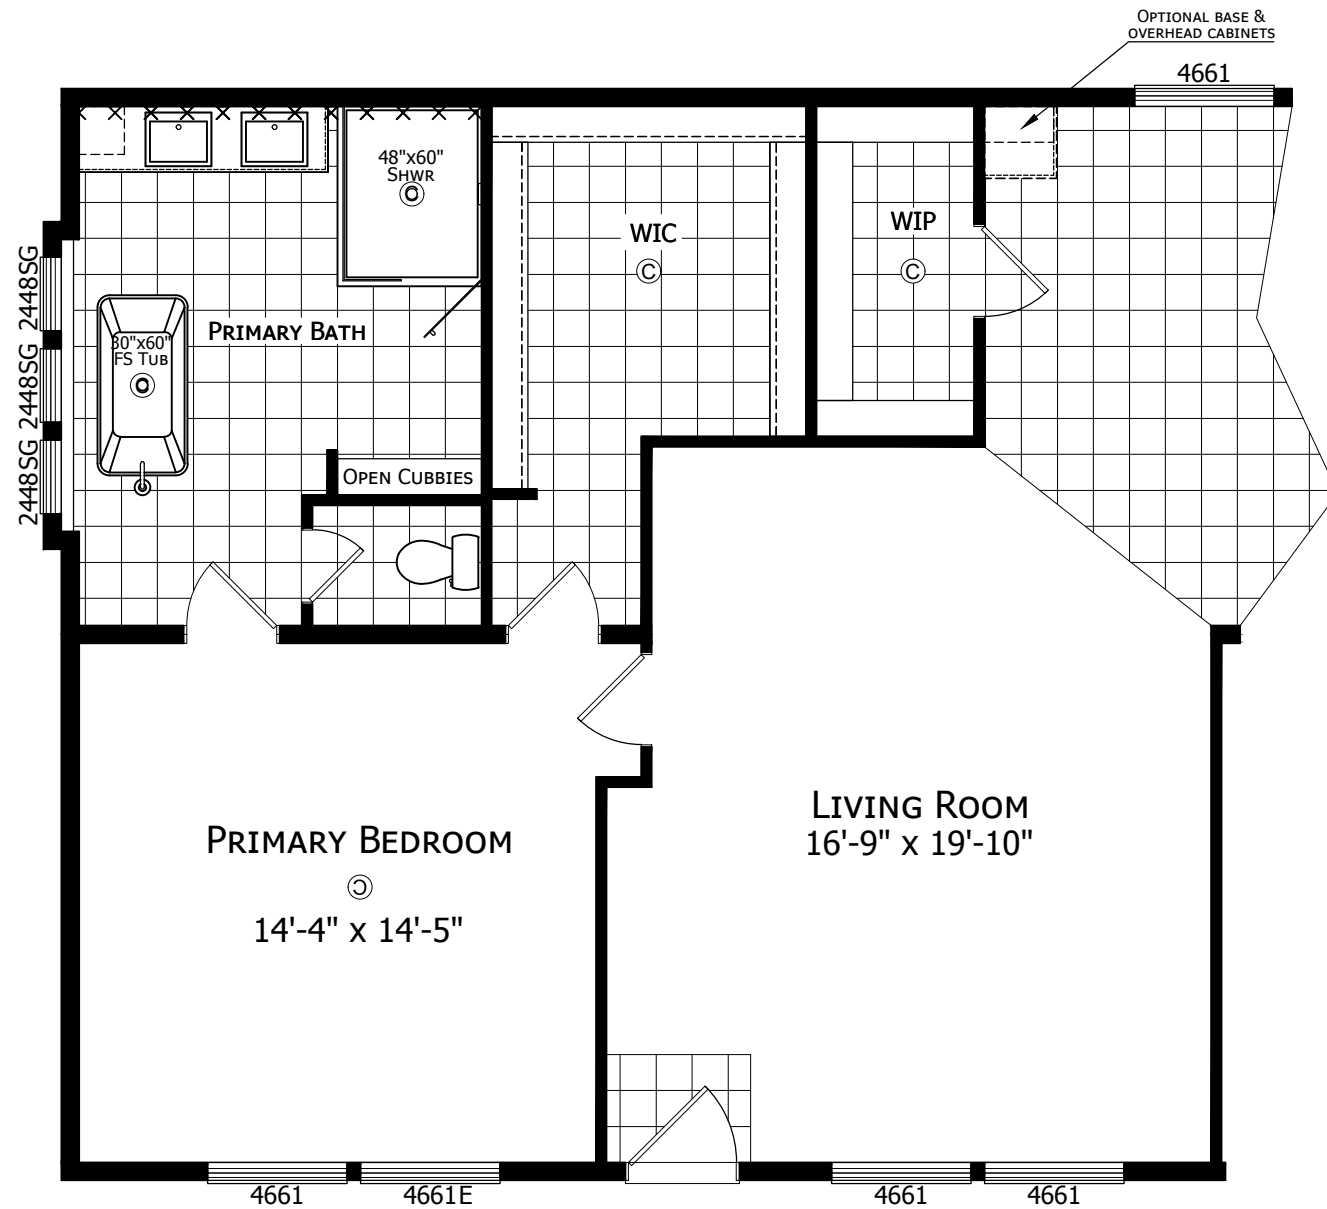 OPTIONAL BASE &
OVERHEAD CABINETS
4661
48"x60"
SHWR
C
WIC
C
WIP
C
2448SG
2448SG
2448SG
PRIMARY BATH
30"x60"
FS TUB
C
OPEN CUBBIES
PRIMARY BEDROOM
C
14'-4" x 14'-5"
LIVING ROOM
16'-9" x 19'-10"
4661
4661E
4661
4661